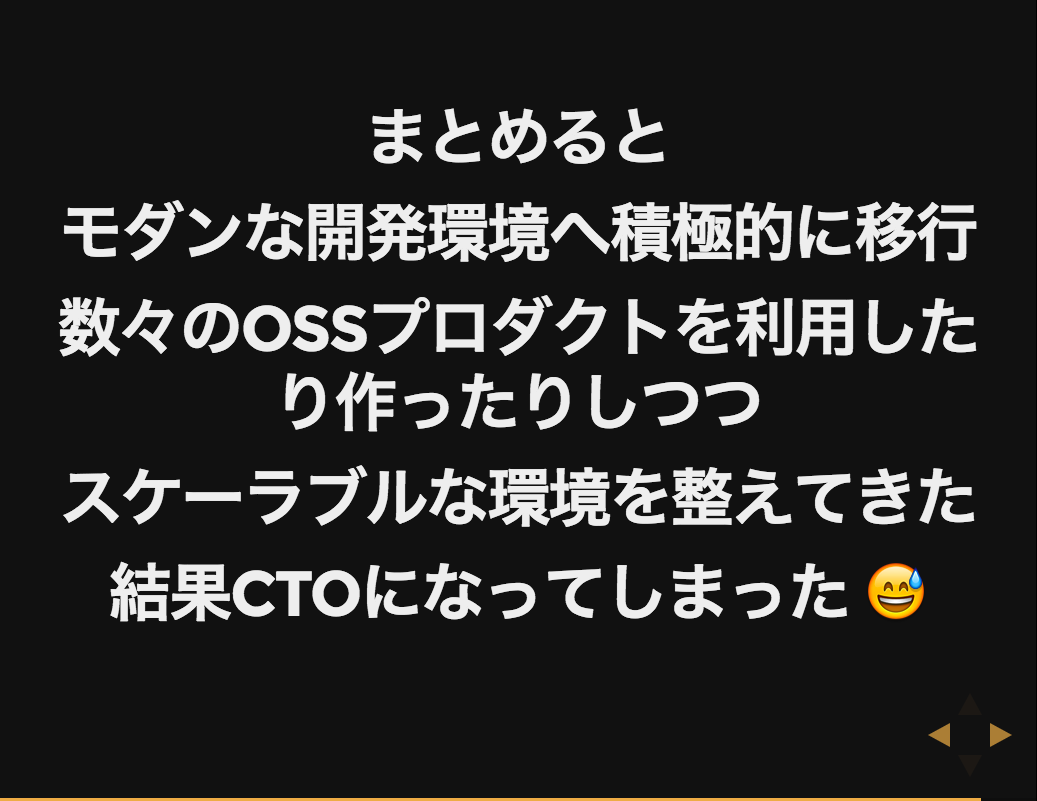 まとめると
モダンな開発環境へ積極的に移行
数々のOSSプロダクトを利用した
り作ったりしつつ
スケーラブルな環境を整えてきた
結果CTOになってしまった 😅